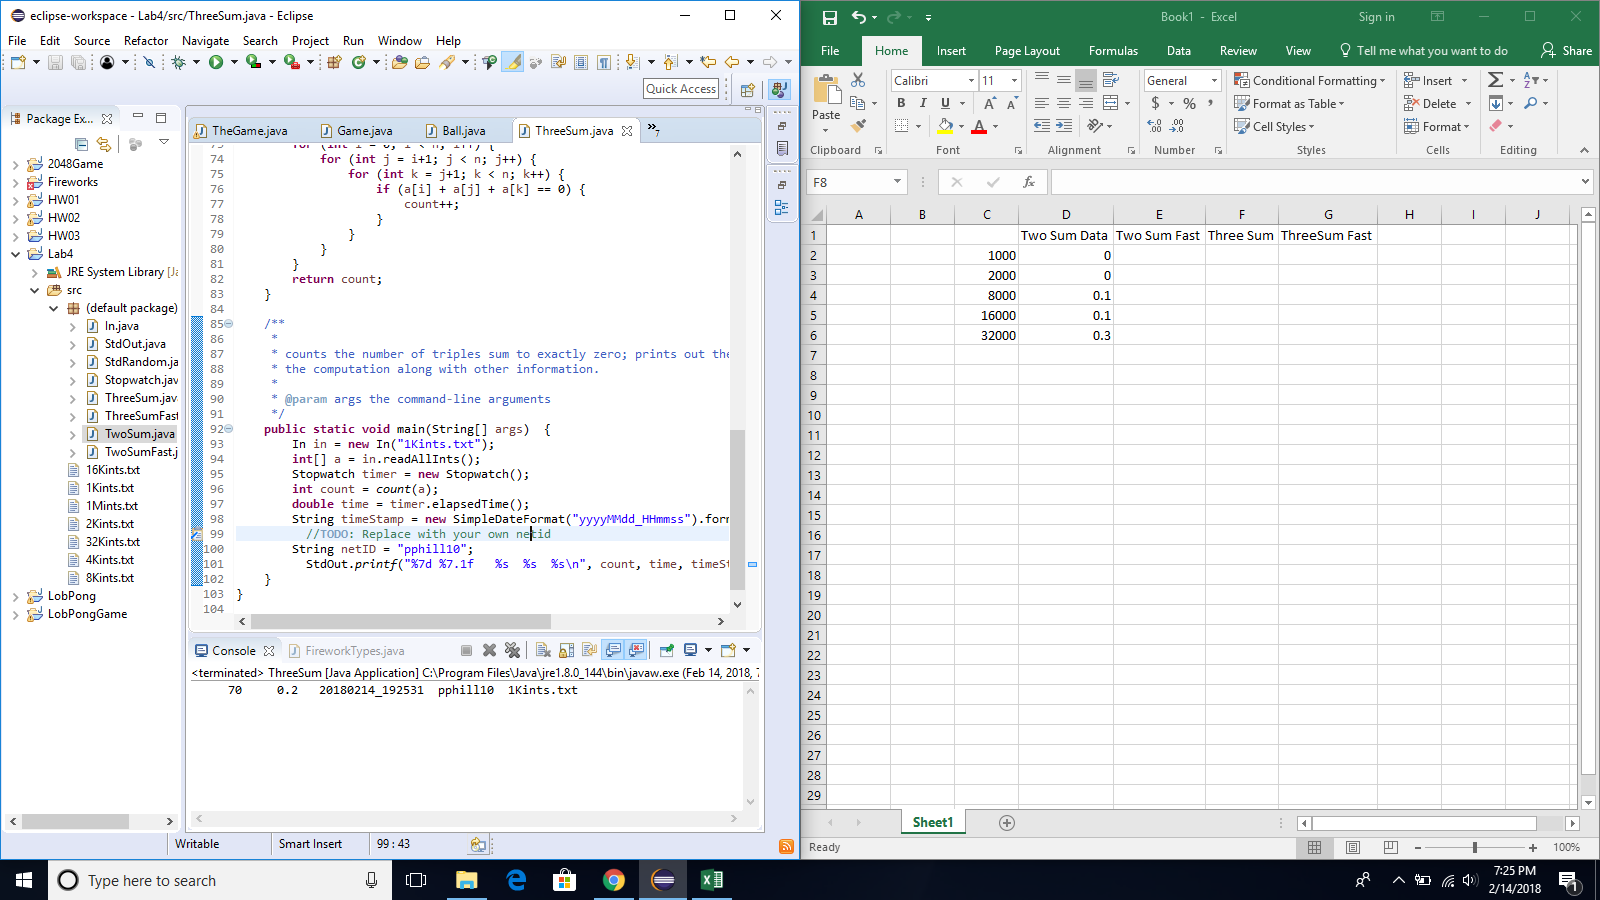 eclipse-workspace - Lab4/src/ThreeSum.java - Eclipse
File Edit Source Refactor Navigate Search Project Run Window Help
Quick Access
Package Ex...
2048Game
Fireworks
HW01
HW02
HW03
Lab4
JRE System Library [Ja
src
(default package)
In.java
StdOut.java
StdRandom.ja
Stopwatch.jav
ThreeSum.jav
ThreeSumFast
TwoSum.java
TwoSumFast.j
16Kints.txt
1Kints.txt
1Mints.txt
2Kints.txt
32Kints.txt
4Kints.txt
8Kints.txt
LobPong
LobPongGame
TheGame.java Game.java Ball.java ThreeSum.java »7
73 for (int i = 0; i < n; i++) {
74 for (int j = i+1; j < n; j++) {
75 for (int k = j+1; k < n; k++) {
76 if (a[i] + a[j] + a[k] == 0) {
77 count++;
78 }
79 }
80 }
81 }
82 return count;
83 }
84
85 /**
86 *
87 * counts the number of triples sum to exactly zero; prints out the
88 * the computation along with other information.
89 *
90 * @param args the command-line arguments
91 */
92 public static void main(String[] args) {
93 In in = new In("1Kints.txt");
94 int[] a = in.readAllInts();
95 Stopwatch timer = new Stopwatch();
96 int count = count(a);
97 double time = timer.elapsedTime();
98 String timeStamp = new SimpleDateFormat("yyyyMMdd_HHmmss").forr
99 //TODO: Replace with your own netid
100 String netID = "pphill10";
101 StdOut.printf("%7d %7.1f %s %s %s\n", count, time, timeSt
102 }
103 }
104
Console FireworkTypes.java
<terminated> ThreeSum [Java Application] C:\Program Files\Java\jre1.8.0_144\bin\javaw.exe (Feb 14, 2018, 7
70 0.2 20180214_192531 pphill10 1Kints.txt
Writable Smart Insert 99 : 43
Book1 - Excel Sign in
File Home Insert Page Layout Formulas Data Review View Tell me what you want to do Share
Paste
Calibri 11
B I U A A
A
General
$ % ,
Conditional Formatting
Format as Table
Cell Styles
Insert
Delete
Format
Clipboard Font Alignment Number Styles Cells Editing
F8 fx
A B C D E F G H I J
1 Two Sum Data Two Sum Fast Three Sum ThreeSum Fast
2 1000 0
3 2000 0
4 8000 0.1
5 16000 0.1
6 32000 0.3
7
8
9
10
11
12
13
14
15
16
17
18
19
20
21
22
23
24
25
26
27
28
29
Sheet1
Ready 100%
Type here to search
7:25 PM
2/14/2018
1